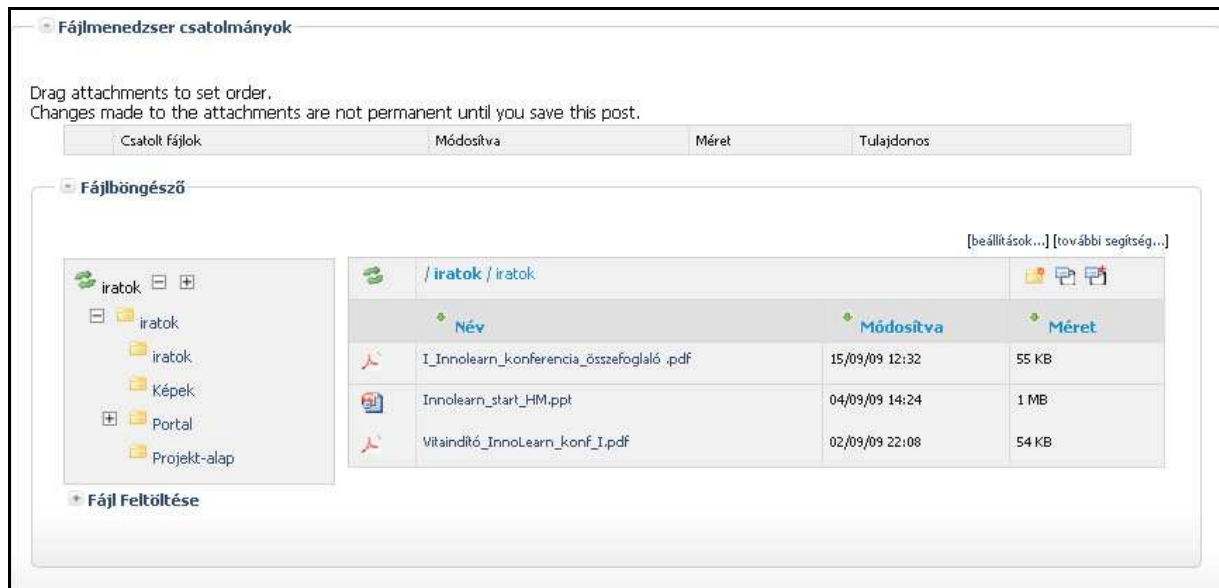 Fájlmenedzser csatolmányok
Drag attachments to set order.
Changes made to the attachments are not permanent until you save this post.
Csatolt fájlok Módosítva Méret Tulajdonos
Fájlböngésző
[beállítások...] [további segítség...]
iratok
iratok
iratok
Képek
Portal
Projekt-alap
/ iratok / iratok
Név Módosítva Méret
I_Innolearn_konferencia_összefoglaló .pdf 15/09/09 12:32 55 KB
Innolearn_start_HM.ppt 04/09/09 14:24 1 MB
Vitaindító_InnoLearn_konf_I.pdf 02/09/09 22:08 54 KB
Fájl Feltöltése